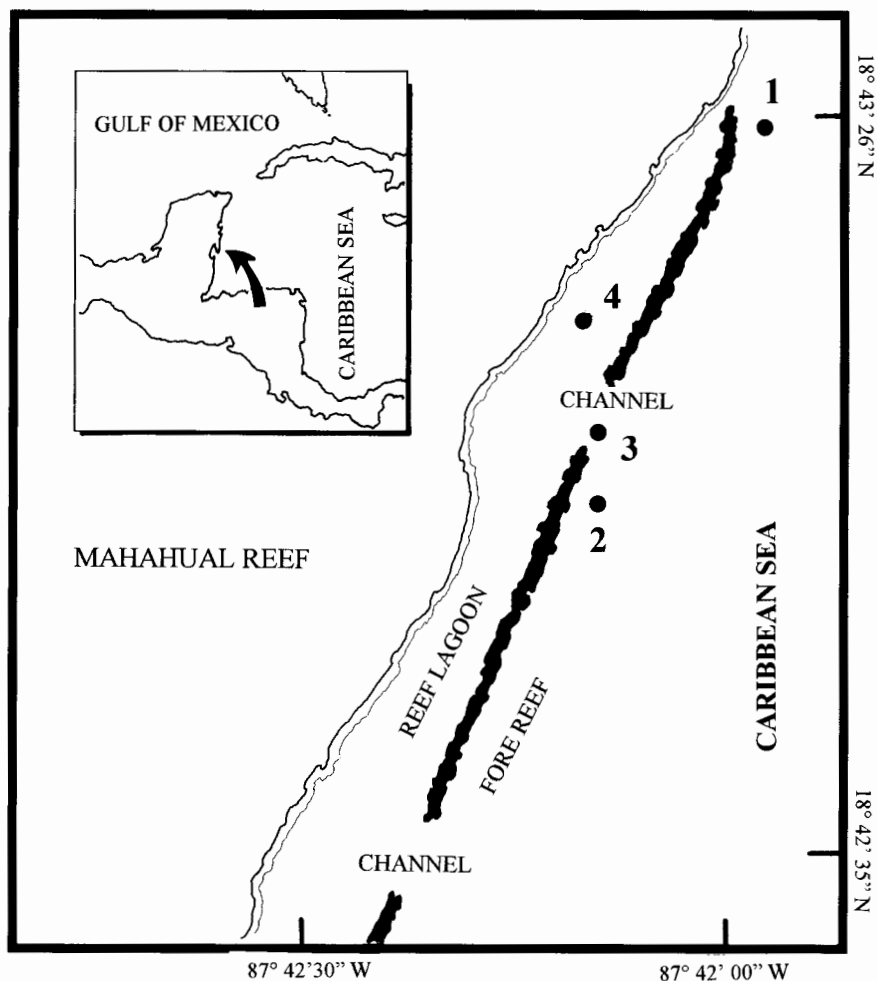 GULF OF MEXICO
CARIBBEAN SEA
1
18° 43' 26” N
4
CHANNEL
3
2
MAHAHUAL REEF
REEF LAGOON
FORE REEF
CARIBBEAN SEA
CHANNEL
18° 42' 35” N
87° 42' 30” W
87° 42' 00” W